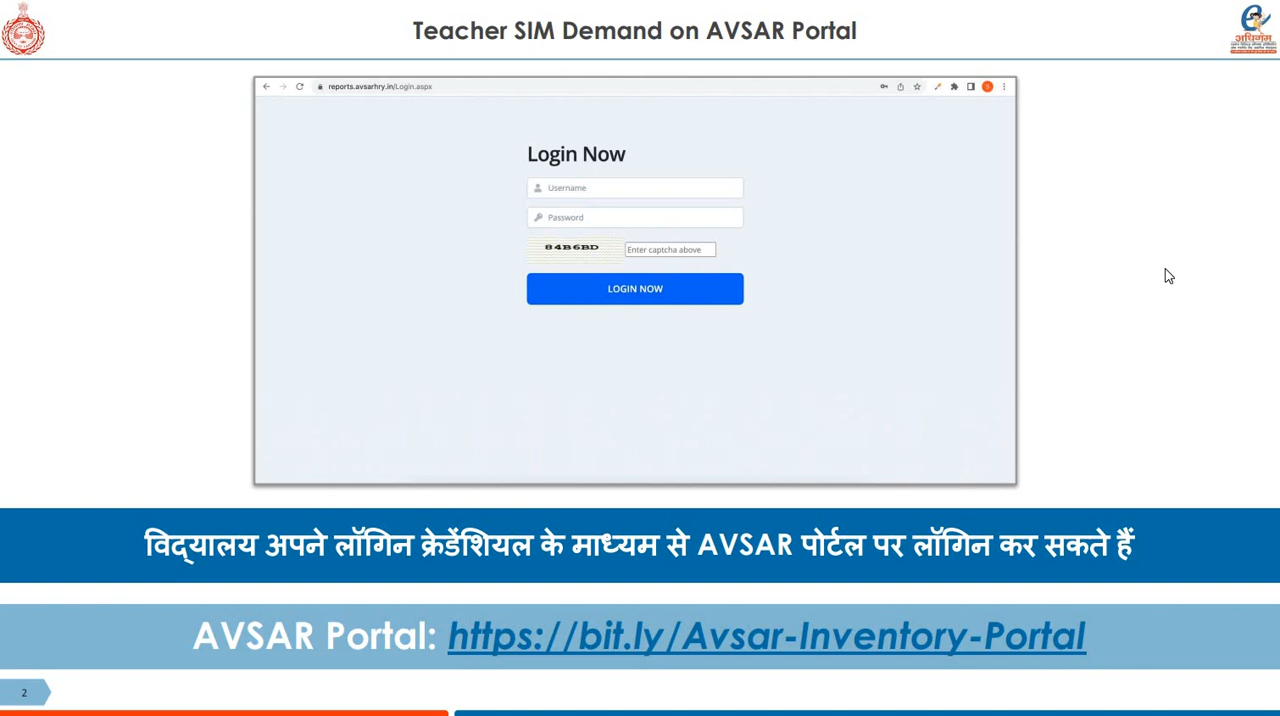 Teacher SIM Demand on AVSAR Portal
अधिगम
reports.avsarhry.in/Login.aspx
Login Now
Username
Password
84B6BD
Enter captcha above
LOGIN NOW
विद्यालय अपने लॉगिन क्रेडेंशियल के माध्यम से AVSAR पोर्टल पर लॉगिन कर सकते हैं
AVSAR Portal: https://bit.ly/Avsar-Inventory-Portal
2